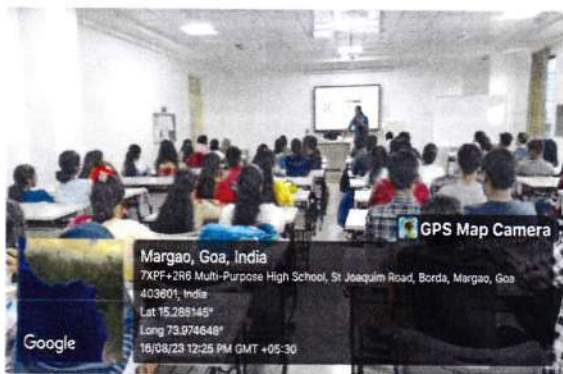 GPS Map Camera
Margao, Goa, India
7XPF+2R6 Multi-Purpose High School, St Joaquim Road, Borda, Margao, Goa
403601, India
Lat 15.288145°
Long 73.974648°
16/08/23 12:25 PM GMT +05:30
Google